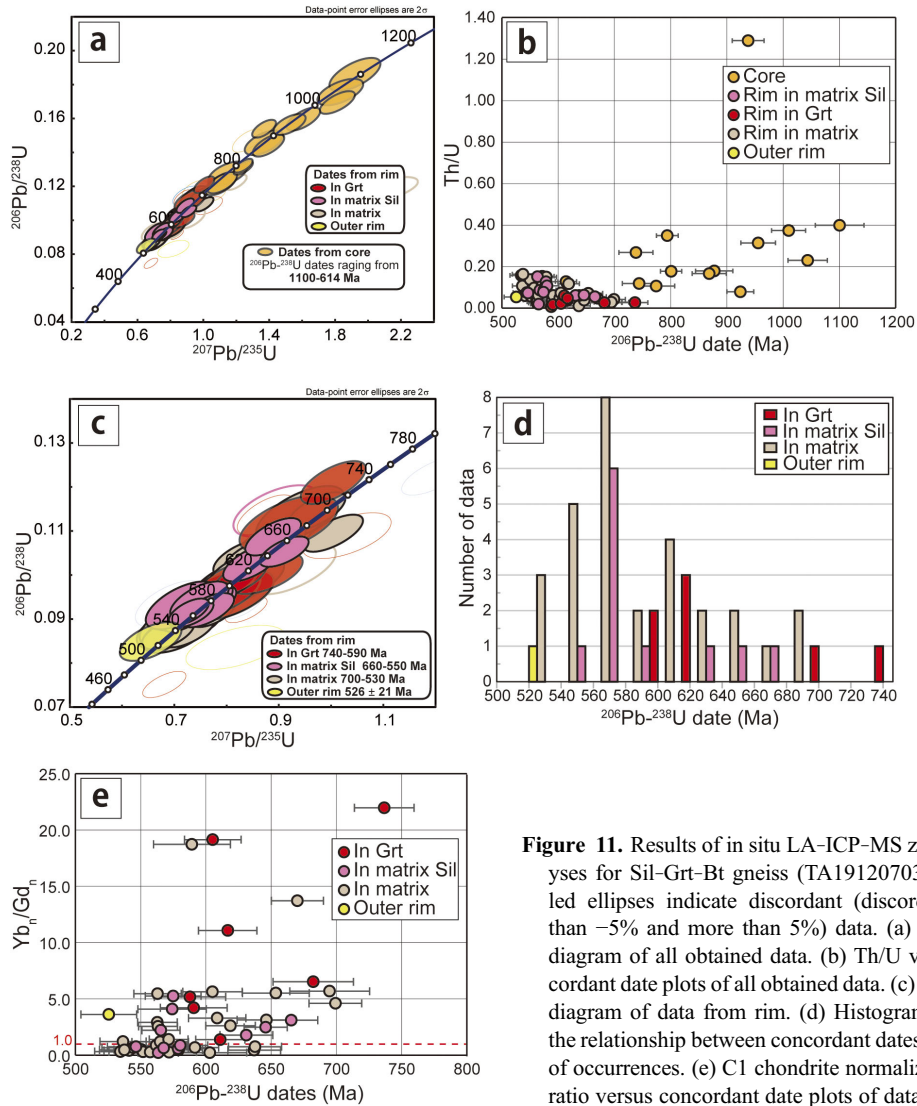 Data-point error ellipses are 2σ
a
0.20
0.16
0.12
0.08
0.04
206Pb/238U
1200
1000
800
600
400
Dates from rim
In Grt
In matrix Sil
In matrix
Outer rim
Dates from core
206Pb-238U dates raging from
1100-614 Ma
0.2 0.6 1.0 1.4 1.8 2.2
207Pb/235U
b
1.40
1.20
1.00
0.80
0.60
0.40
0.20
0.00
Th/U
Core
Rim in matrix Sil
Rim in Grt
Rim in matrix
Outer rim
500 600 700 800 900 1000 1100 1200
206Pb-238U date (Ma)
Data-point error ellipses are 2σ
c
0.13
0.11
0.09
0.07
206Pb/238U
780
740
700
660
620
580
540
500
460
Dates from rim
In Grt 740-590 Ma
In matrix Sil 660-550 Ma
In matrix 700-530 Ma
Outer rim 526 ± 21 Ma
0.5 0.7 0.9 1.1
207Pb/235U
d
8
7
6
5
4
3
2
1
0
Number of data
In Grt
In matrix Sil
In matrix
Outer rim
500 520 540 560 580 600 620 640 660 680 700 720 740
206Pb-238U date (Ma)
e
25.0
20.0
15.0
10.0
5.0
1.0
0.0
Ybn/Gdn
In Grt
In matrix Sil
In matrix
Outer rim
500 550 600 650 700 750 800
206Pb-238U dates (Ma)
Figure 11. Results of in situ LA-ICP-MS z
yses for Sil-Grt-Bt gneiss (TA19120703
led ellipses indicate discordant (discor
than −5% and more than 5%) data. (a)
diagram of all obtained data. (b) Th/U v
cordant date plots of all obtained data. (c)
diagram of data from rim. (d) Histogram
the relationship between concordant dates
of occurrences. (e) C1 chondrite normaliz
ratio versus concordant date plots of data